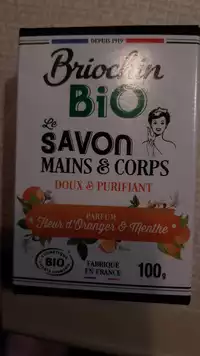 DEPUIS 1919
Briochin
BiO
Le
SAVON
MAINS & CORPS
DOUX & PURIFIANT
PARFUM
Fleur d'Oranger & Menthe
BIO
FABRIQUÉ
EN FRANCE
100g